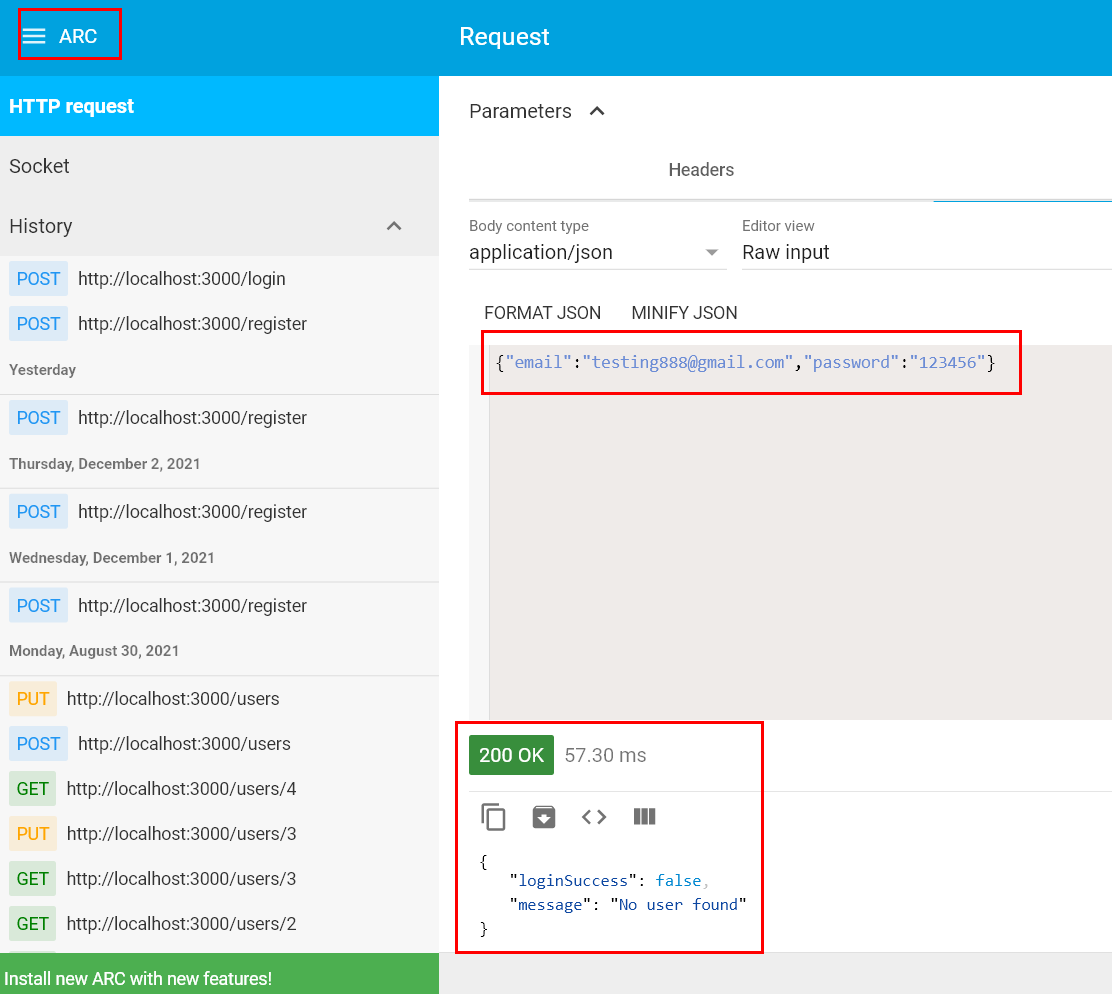 ARC
Request
HTTP request
Socket
History
POST http://localhost:3000/login
POST http://localhost:3000/register
Yesterday
POST http://localhost:3000/register
Thursday, December 2, 2021
POST http://localhost:3000/register
Wednesday, December 1, 2021
POST http://localhost:3000/register
Monday, August 30, 2021
PUT http://localhost:3000/users
POST http://localhost:3000/users
GET http://localhost:3000/users/4
PUT http://localhost:3000/users/3
GET http://localhost:3000/users/3
GET http://localhost:3000/users/2
Install new ARC with new features!
Parameters
Headers
Body content type
application/json
Editor view
Raw input
FORMAT JSON MINIFY JSON
{"email":"testing888@gmail.com","password":"123456"}
200 OK 57.30 ms
{
"loginSuccess": false,
"message": "No user found"
}